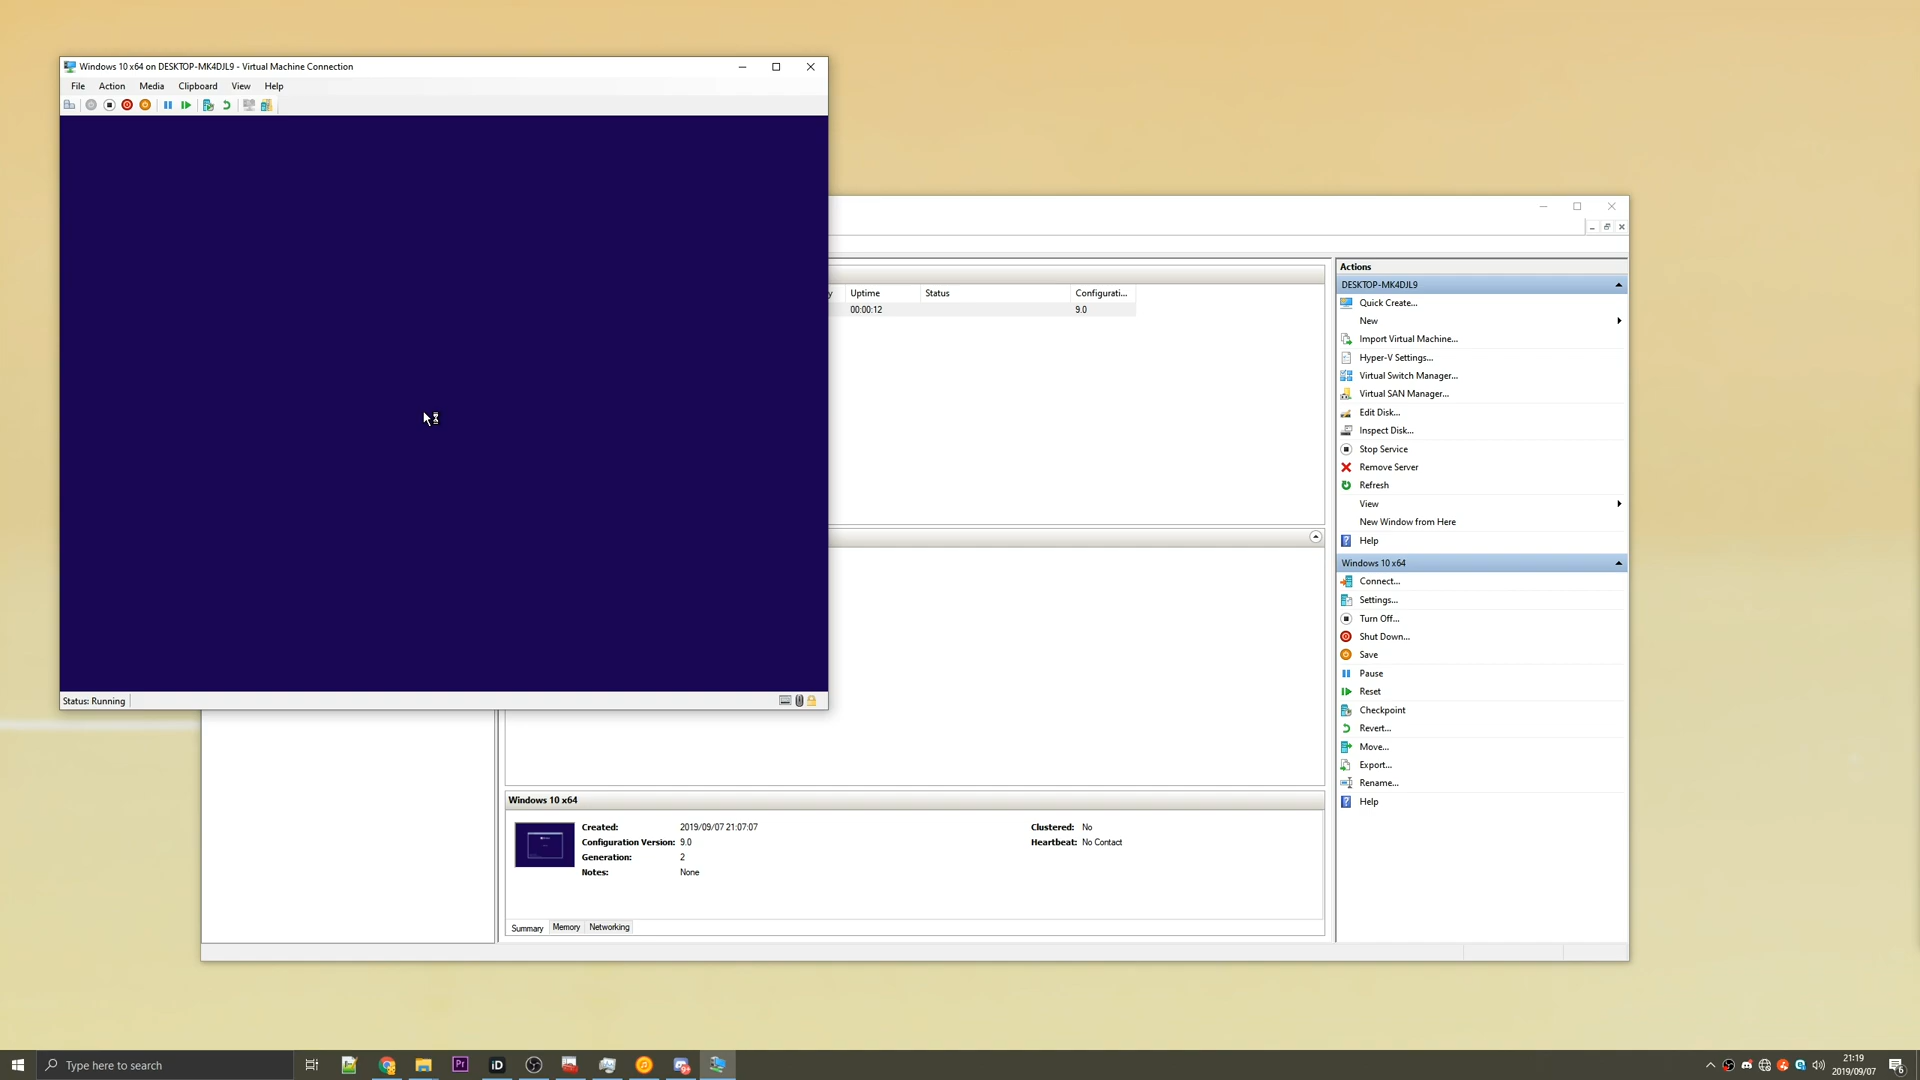 Windows 10 x64 on DESKTOP-MK4DJL9 - Virtual Machine Connection
File Action Media Clipboard View Help
Status: Running
y Uptime Status Configurati...
00:00:12 9.0
Windows 10 x64
Created: 2019/09/07 21:07:07 Clustered: No
Configuration Version: 9.0 Heartbeat: No Contact
Generation: 2
Notes: None
Summary Memory Networking
Actions
DESKTOP-MK4DJL9
Quick Create...
New
Import Virtual Machine...
Hyper-V Settings...
Virtual Switch Manager...
Virtual SAN Manager...
Edit Disk...
Inspect Disk...
Stop Service
Remove Server
Refresh
View
New Window from Here
Help
Windows 10 x64
Connect...
Settings...
Turn Off...
Shut Down...
Save
Pause
Reset
Checkpoint
Revert...
Move...
Export...
Rename...
Help
Type here to search
Pr
iD
21:19
2019/09/07
6